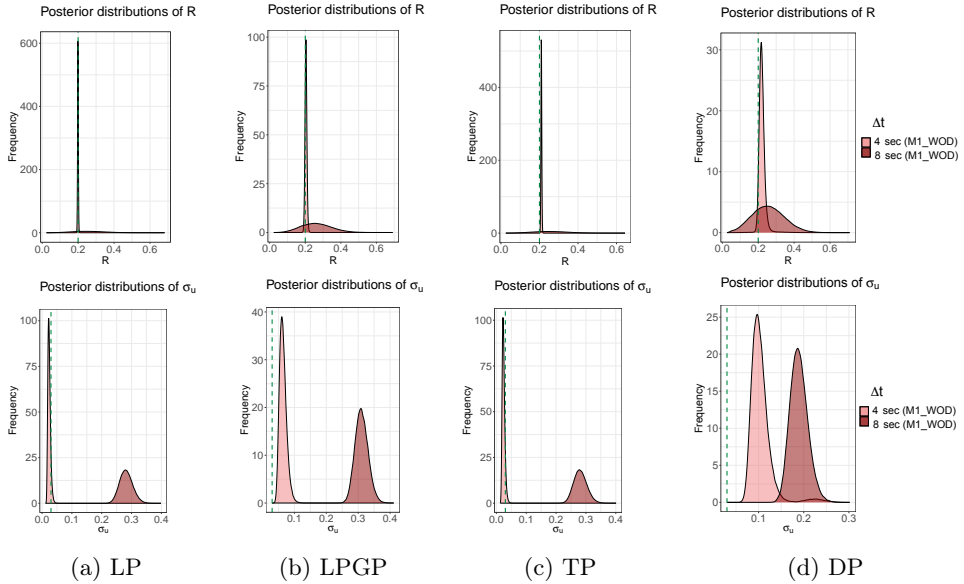 Posterior distributions of R
Frequency
600
400
200
0
0.0 0.2 0.4 0.6
R
Posterior distributions of R
Frequency
100
75
50
25
0
0.2 0.4 0.6
R
Posterior distributions of R
Frequency
400
200
0
0.0 0.2 0.4 0.6
R
Posterior distributions of R
Frequency
30
20
10
0
0.0 0.2 0.4 0.6
R
Δt
4 sec (M1_WOD)
8 sec (M1_WOD)
Posterior distributions of σu
Frequency
100
75
50
25
0
0.0 0.1 0.2 0.3 0.4
σu
Posterior distributions of σu
Frequency
40
30
20
10
0
0.1 0.2 0.3 0.4
σu
Posterior distributions of σu
Frequency
100
75
50
25
0
0.0 0.1 0.2 0.3 0.4
σu
Posterior distributions of σu
Frequency
25
20
15
10
5
0
0.1 0.2 0.3
σu
Δt
4 sec (M1_WOD)
8 sec (M1_WOD)
(a) LP
(b) LPGP
(c) TP
(d) DP